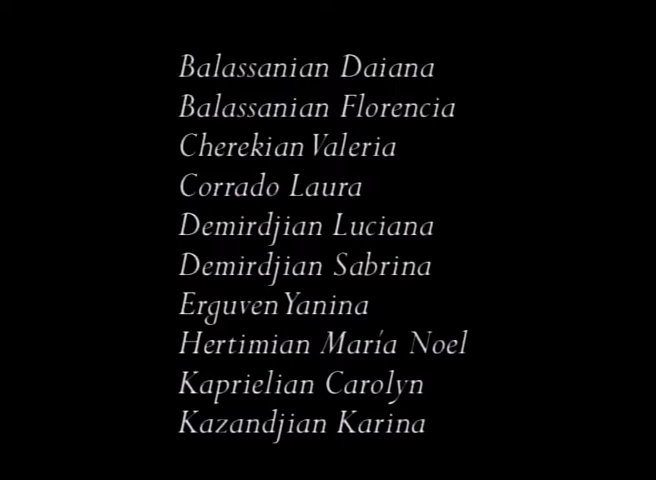 Balassanian Daiana
Balassanian Florencia
Cherekian Valeria
Corrado Laura
Demirdjian Luciana
Demirdjian Sabrina
Erguven Yanina
Hertimian María Noel
Kaprielian Carolyn
Kazandjian Karina